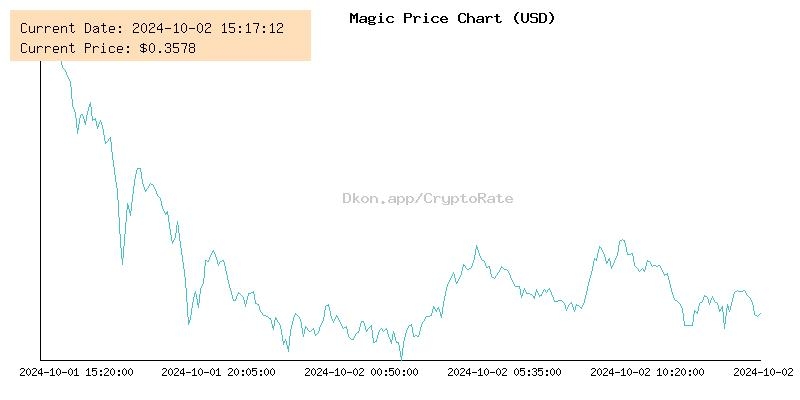 Magic Price Chart (USD)
Current Date: 2024-10-02 15:17:12
Current Price: $0.3578
Dkon.app/CryptoRate
2024-10-01 15:20:00 2024-10-01 20:05:00 2024-10-02 00:50:00 2024-10-02 05:35:00 2024-10-02 10:20:00 2024-10-02